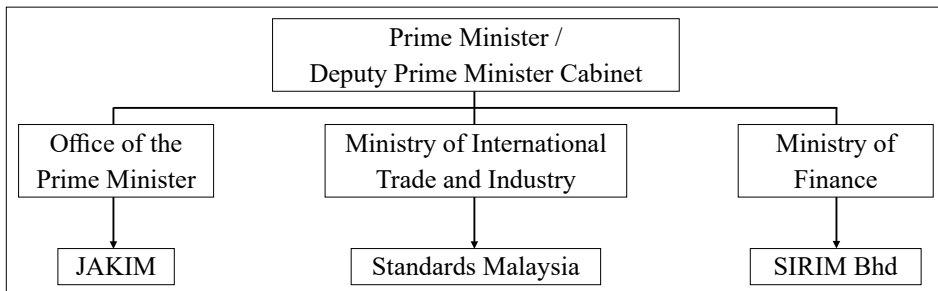 Prime Minister /
Deputy Prime Minister Cabinet
Office of the
Prime Minister
Ministry of International
Trade and Industry
Ministry of
Finance
JAKIM
Standards Malaysia
SIRIM Bhd